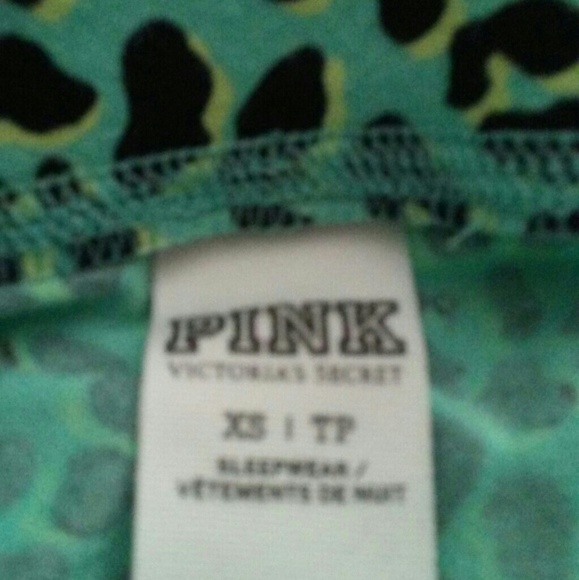 PINK
VICTORIA'S SECRET
XS | TP
SLEEPWEAR /
VÊTEMENTS DE NUIT